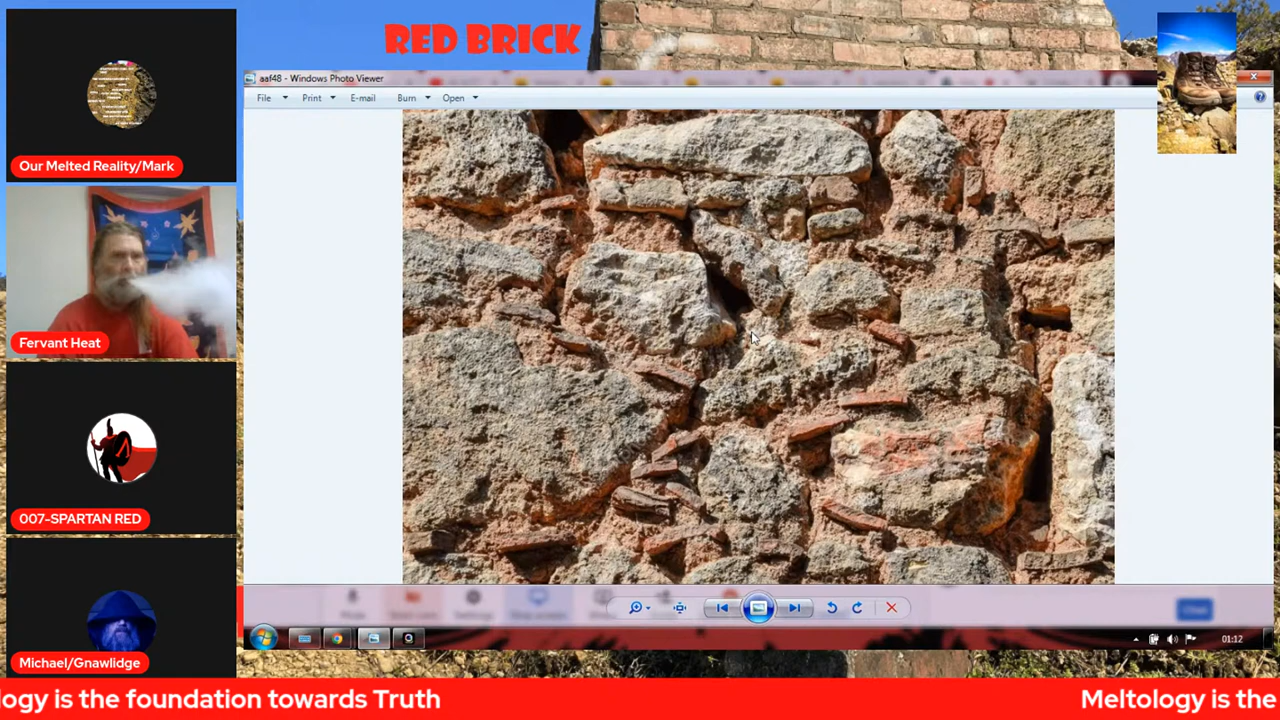 RED BRICK
aaf48 - Windows Photo Viewer
File Print E-mail Burn Open
Our Melted Reality/Mark
Fervant Heat
007-SPARTAN RED
Michael/Gnawlidge
01:12
logy is the foundation towards Truth
Meltology is the